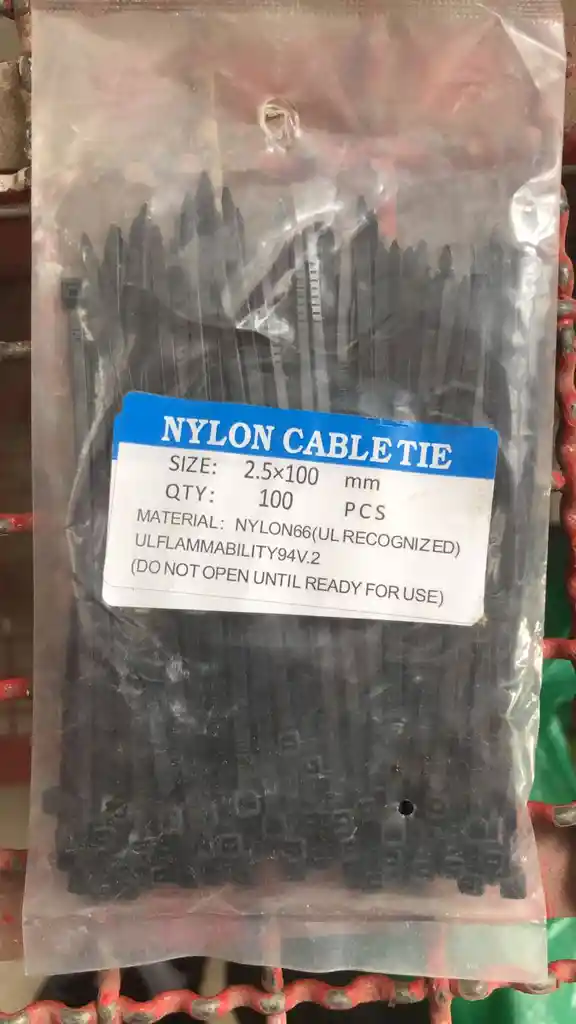 NYLON CABLE TIE
SIZE: 2.5×100 mm
QTY: 100 PCS
MATERIAL: NYLON66(UL RECOGNIZED)
ULFLAMMABILITY94V.2
(DO NOT OPEN UNTIL READY FOR USE)